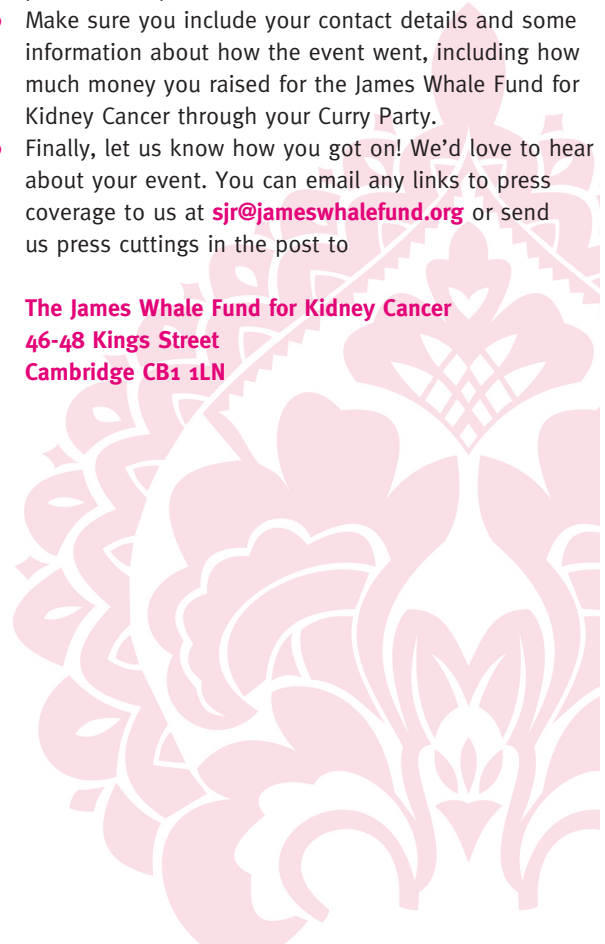 Make sure you include your contact details and some
information about how the event went, including how
much money you raised for the James Whale Fund for
Kidney Cancer through your Curry Party.
Finally, let us know how you got on! We’d love to hear
about your event. You can email any links to press
coverage to us at sjr@jameswhalefund.org or send
us press cuttings in the post to
The James Whale Fund for Kidney Cancer
46-48 Kings Street
Cambridge CB1 1LN